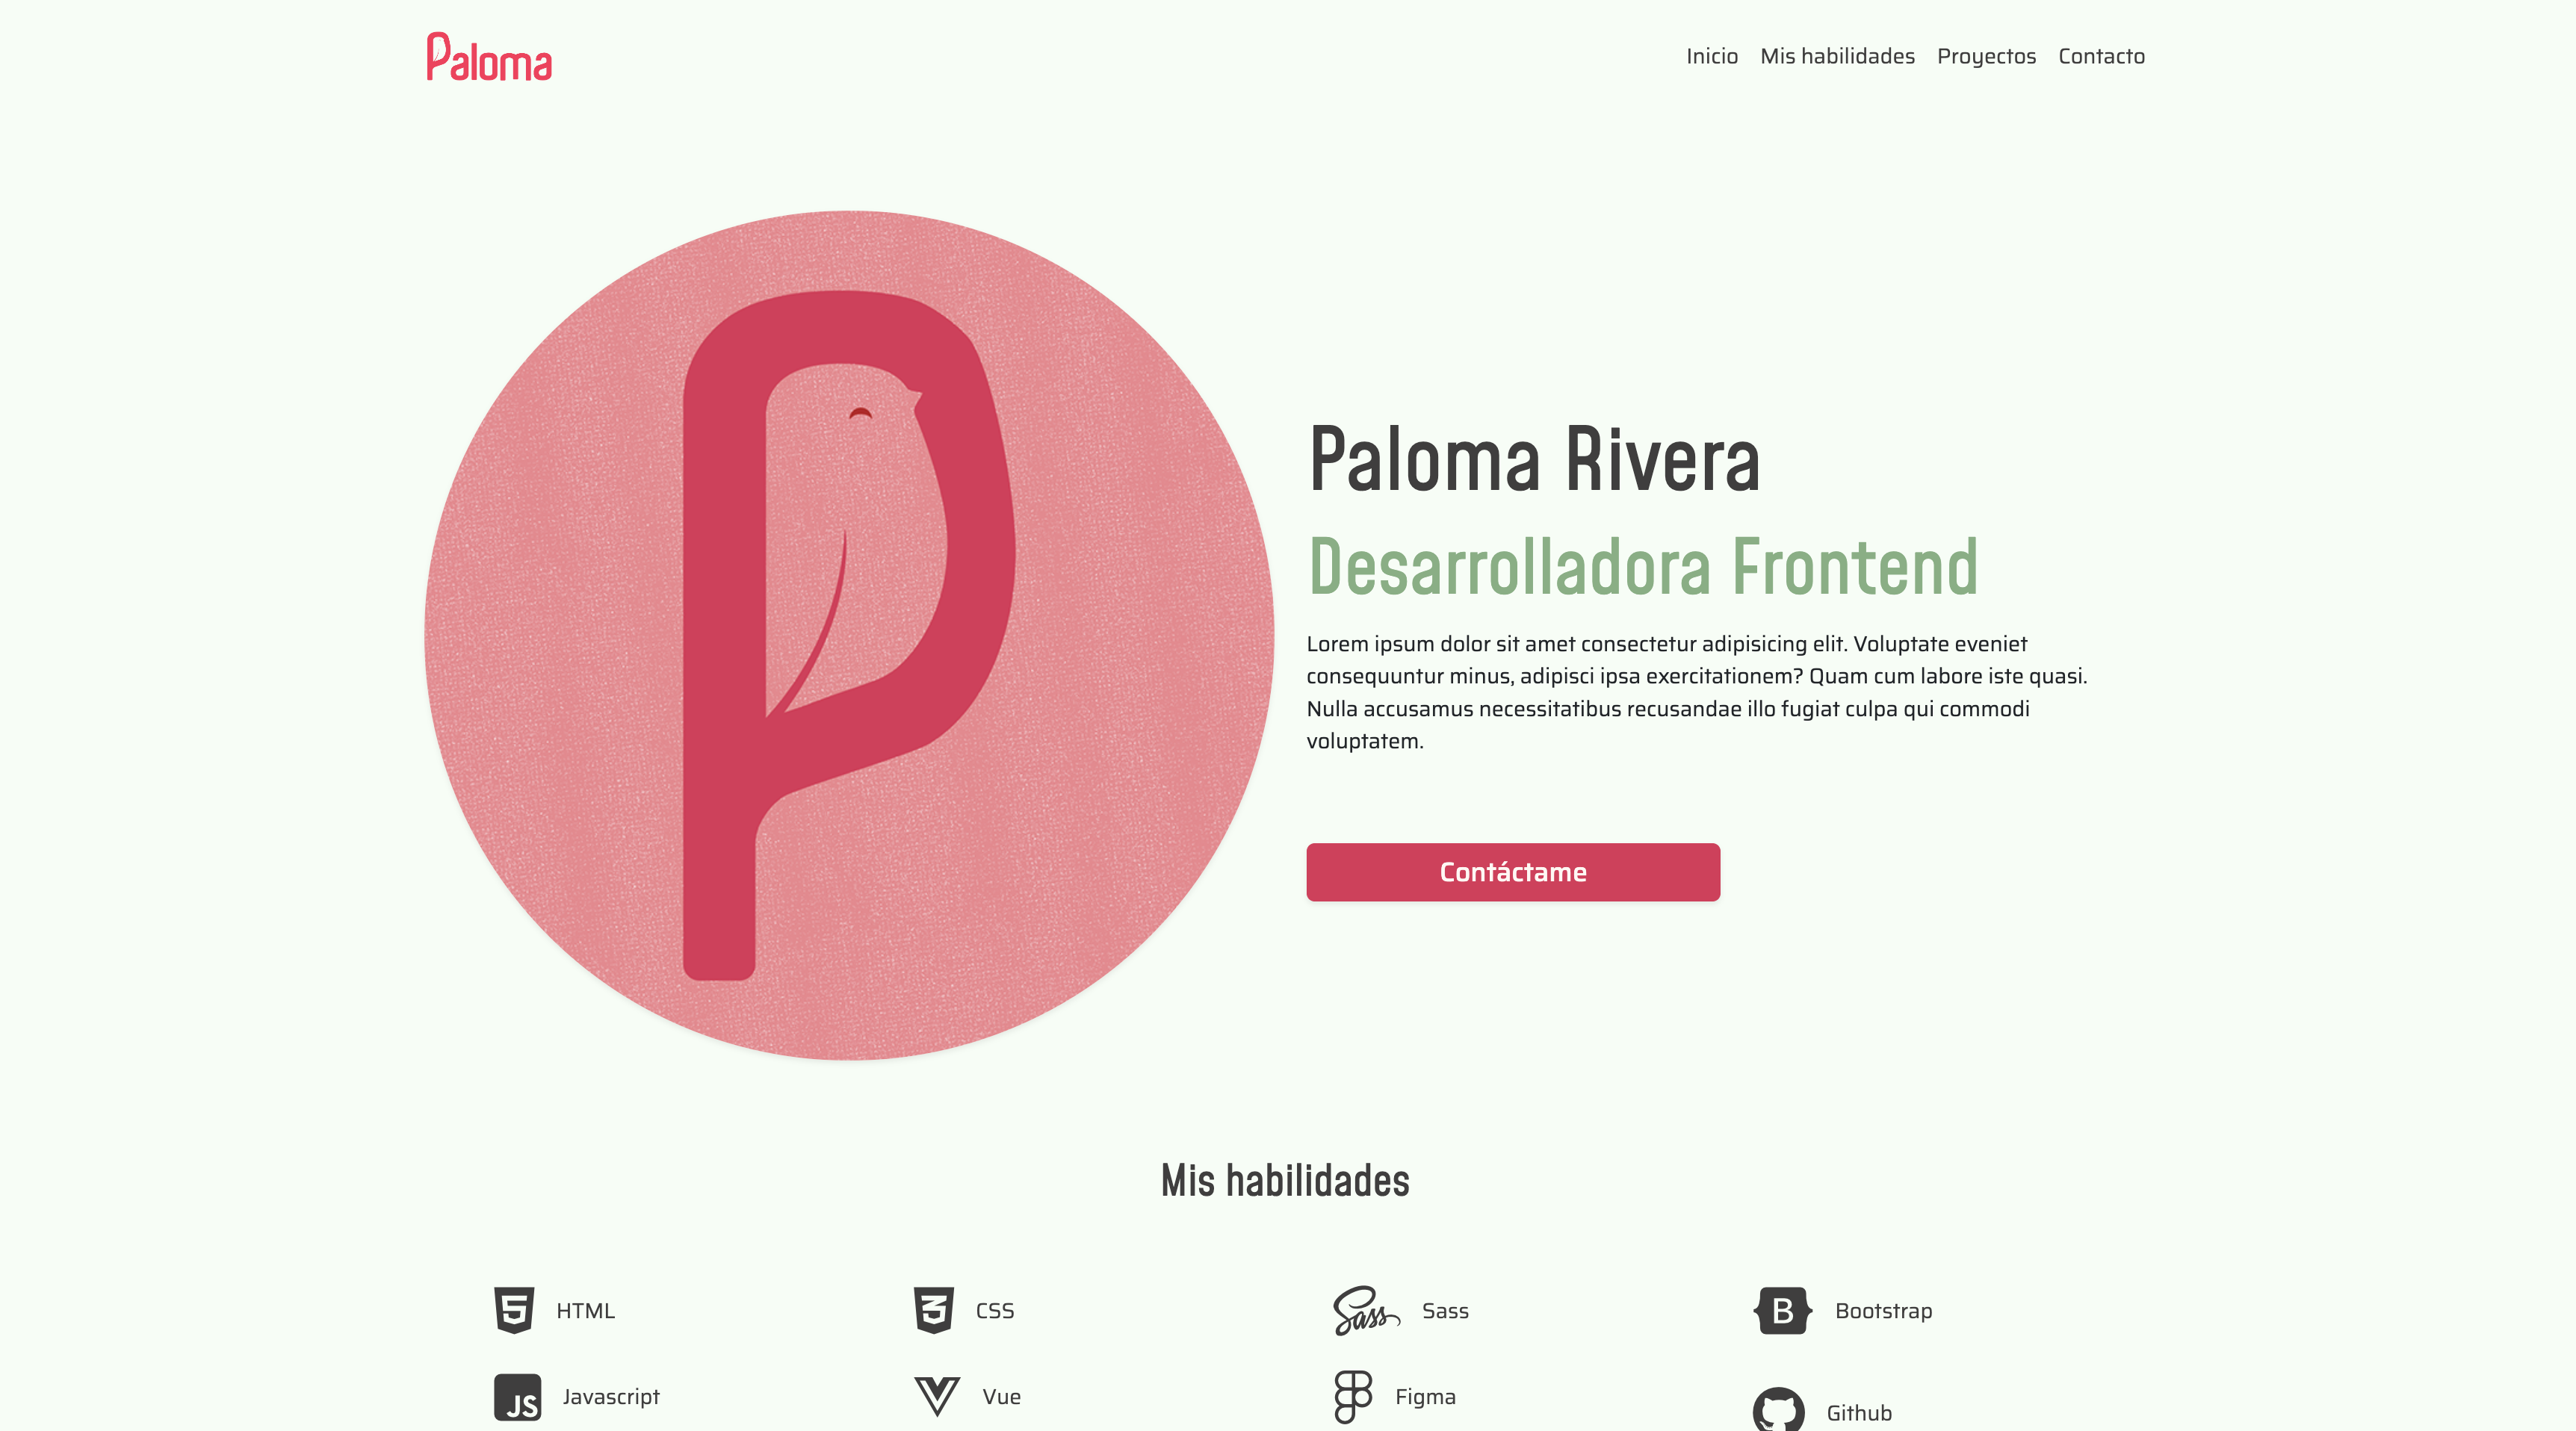 Paloma
Inicio Mis habilidades Proyectos Contacto
Paloma Rivera
Desarrolladora Frontend
Lorem ipsum dolor sit amet consectetur adipisicing elit. Voluptate eveniet
consequuntur minus, adipisci ipsa exercitationem? Quam cum labore iste quasi.
Nulla accusamus necessitatibus recusandae illo fugiat culpa qui commodi
voluptatem.
Contáctame
Mis habilidades
HTML
CSS
Sass Sass
B Bootstrap
JS Javascript
Vue
Figma
Github